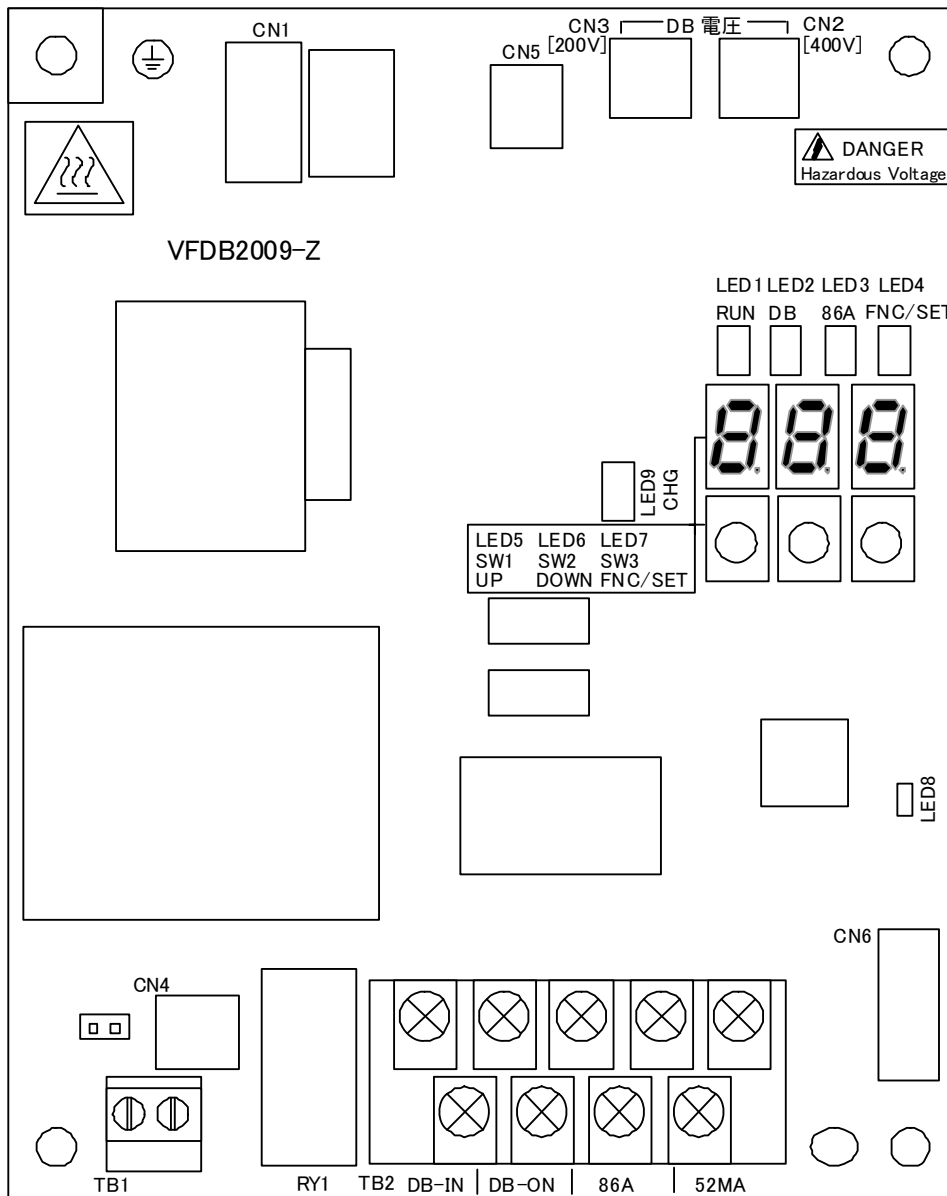 CN1
CN3 DB 電圧 CN2
[200V] [400V]
CN5
DANGER
Hazardous Voltage
VFDB2009-Z
LED1 LED2 LED3 LED4
RUN DB 86A FNC/SET
888
LED9
CHG
LED5 LED6 LED7
SW1 SW2 SW3
UP DOWN FNC/SET
LED8
CN6
CN4
TB1 RY1 TB2 DB-IN DB-ON 86A 52MA